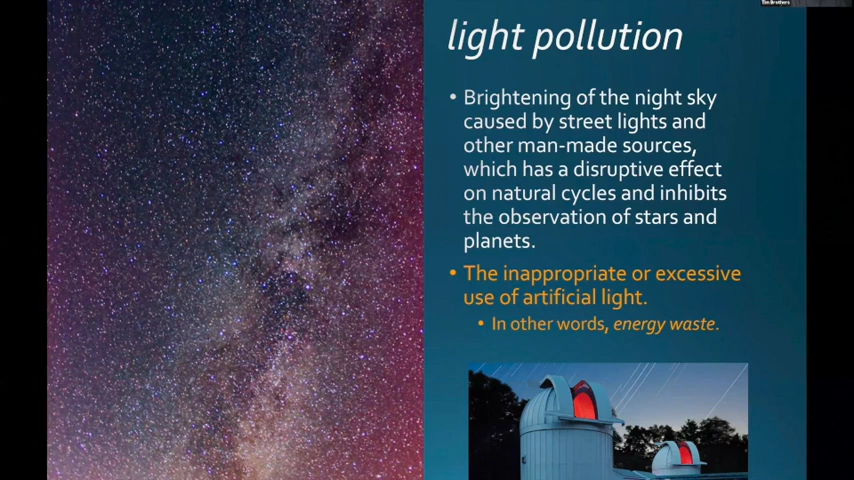 Tim Brothers
light pollution
• Brightening of the night sky
caused by street lights and
other man-made sources,
which has a disruptive effect
on natural cycles and inhibits
the observation of stars and
planets.
• The inappropriate or excessive
use of artificial light.
• In other words, energy waste.